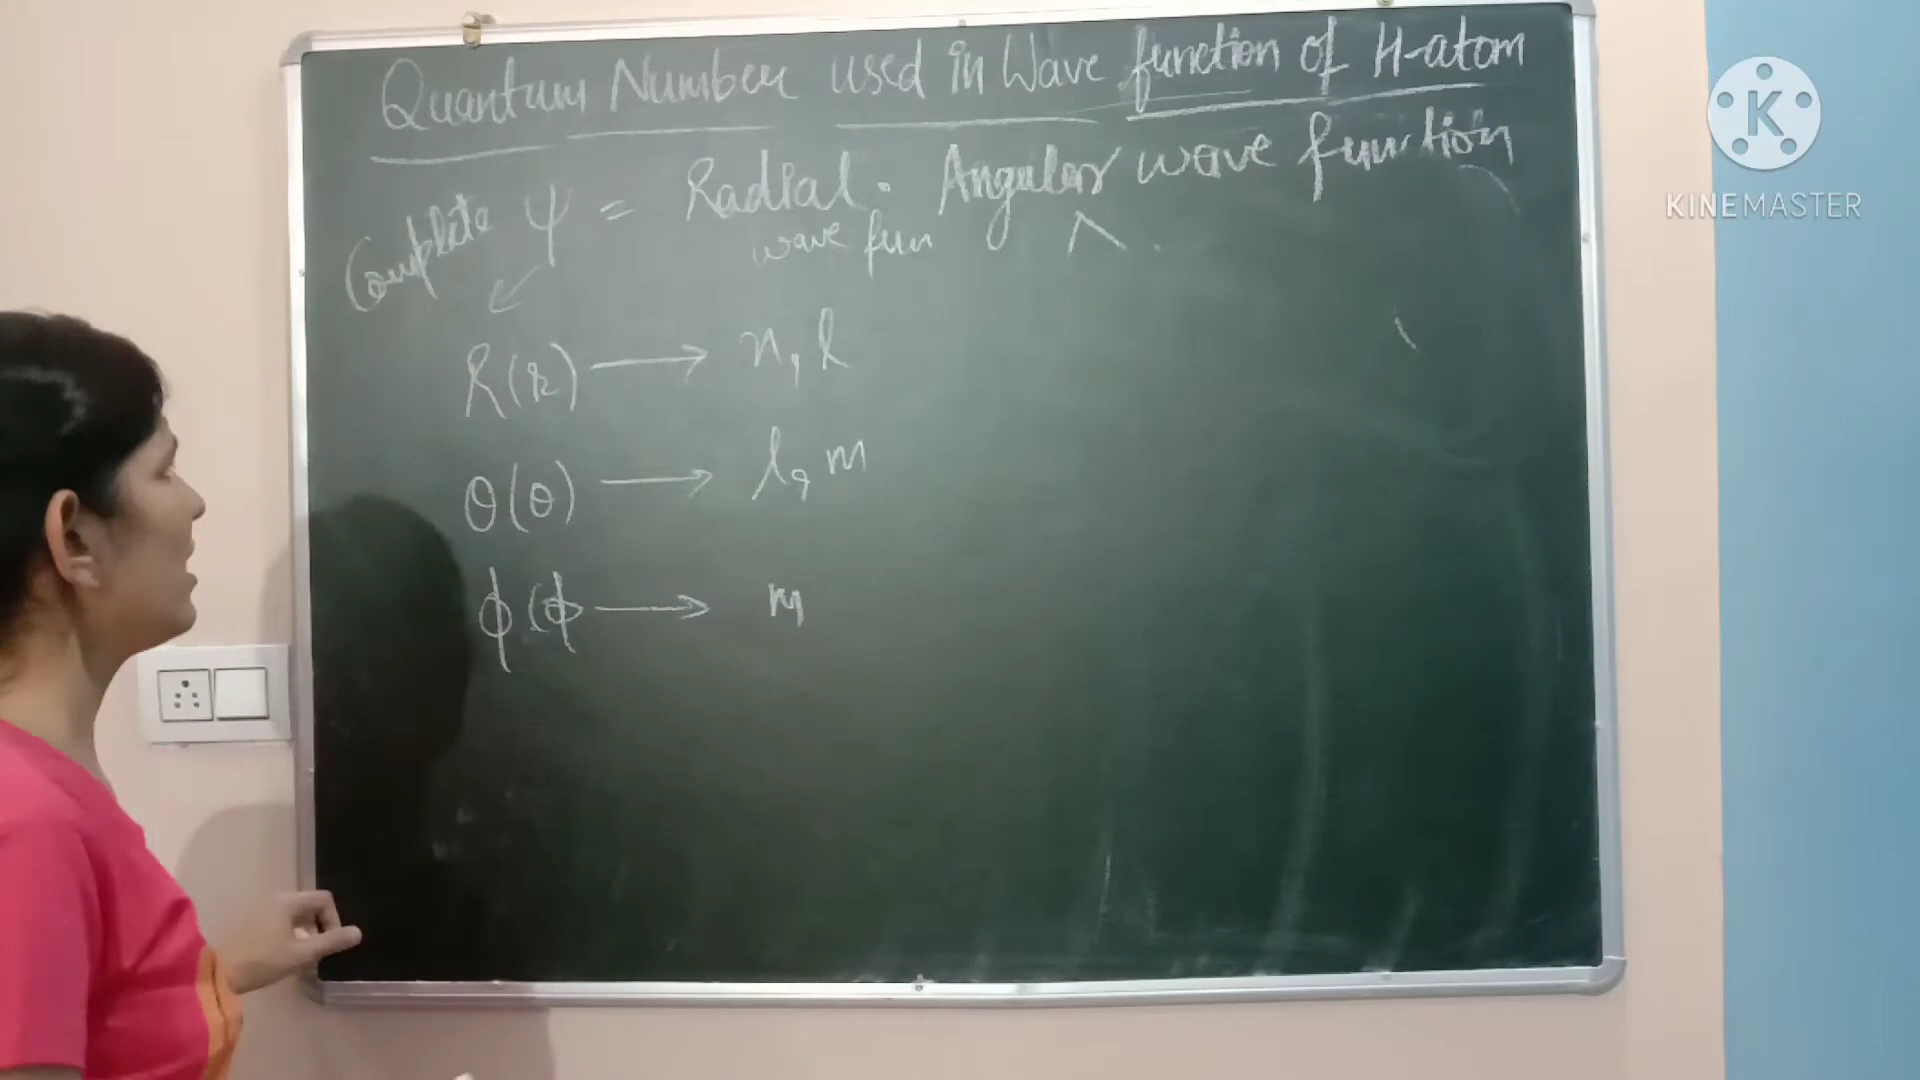 Quantum Number used in Wave function of H-atom
Complete ψ = Radial . Angular wave function
wave fun
R(r) → n, l
θ(θ) → l, m
ϕ(ϕ → m
K
KINEMASTER